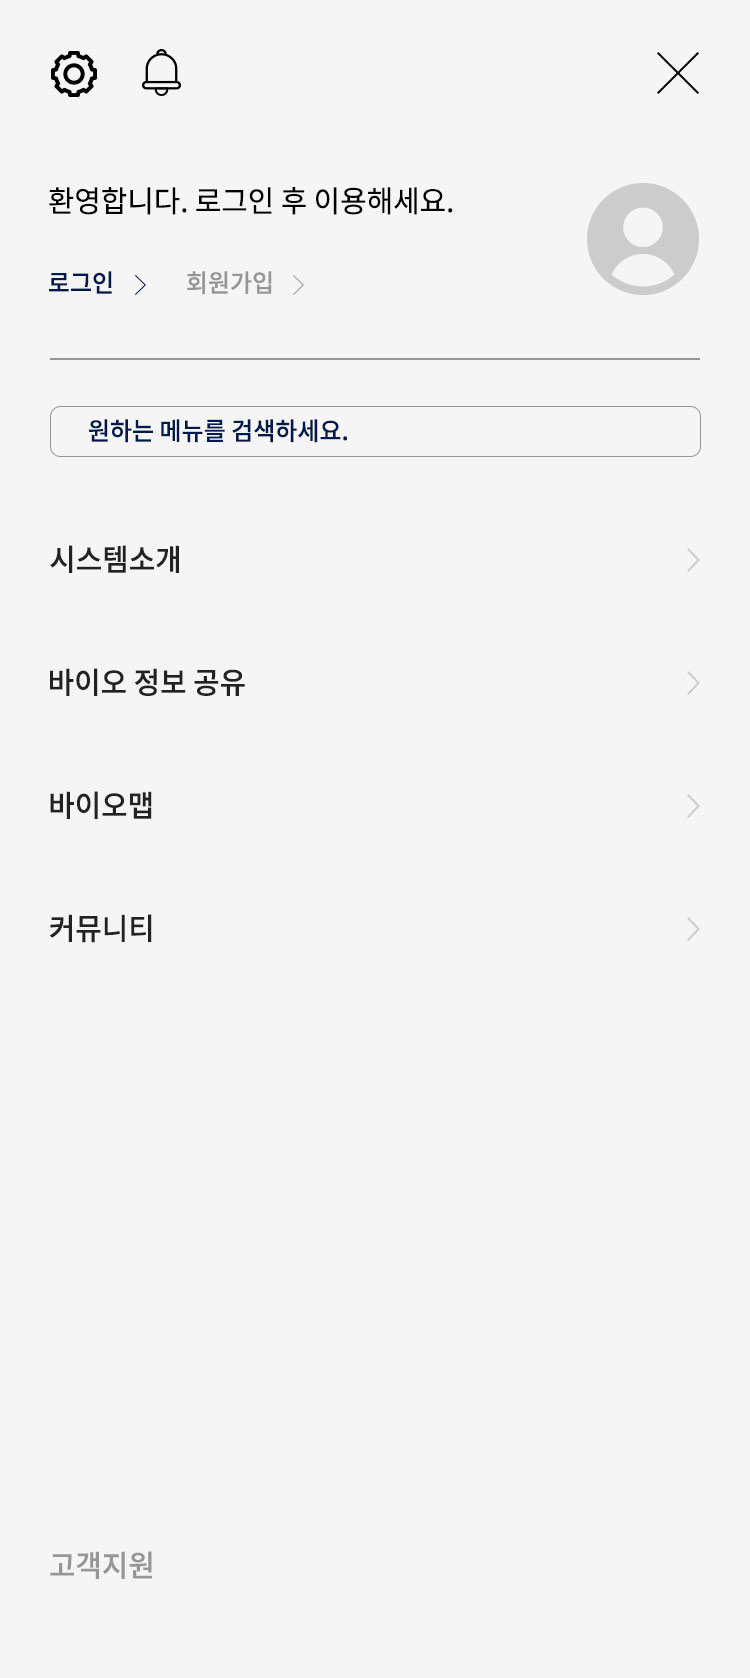 환영합니다. 로그인 후 이용해세요.
로그인 회원가입
원하는 메뉴를 검색하세요.
시스템소개
바이오 정보 공유
바이오맵
커뮤니티
고객지원